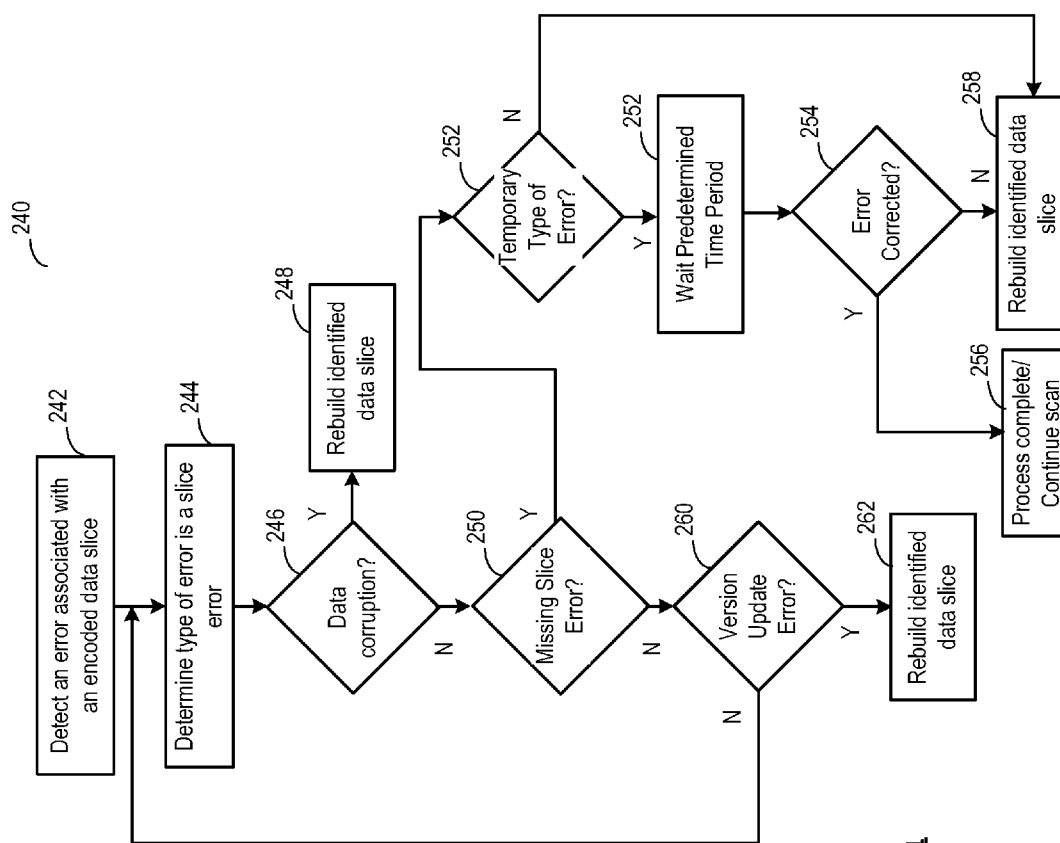 240
242
Detect an error associated with
an encoded data slice
244
Determine type of error is a slice
error
246
Data
corruption?
Y
N
248
Rebuild identified
data slice
250
Missing Slice
Error?
Y
N
260
Version
Update
Error?
N
Y
262
Rebuild identified
data slice
252
Temporary
Type of
Error?
N
Y
252
Wait Predetermined
Time Period
254
Error
Corrected?
Y
N
256
Process complete/
Continue scan
258
Rebuild identified data
slice